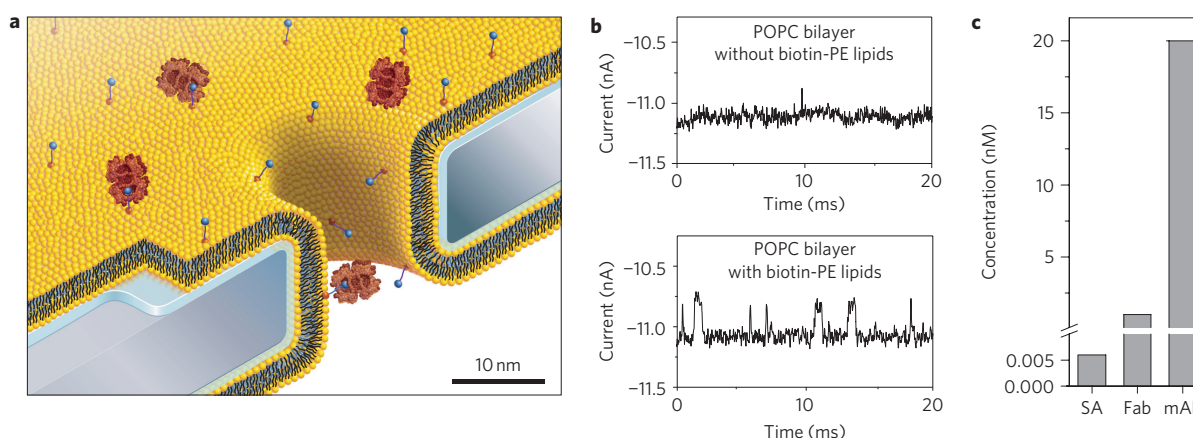 a
10 nm
b
POPC bilayer
without biotin-PE lipids
Current (nA)
−10.5
−11.0
−11.5
0
10
20
Time (ms)
POPC bilayer
with biotin-PE lipids
Current (nA)
−10.5
−11.0
−11.5
0
10
20
Time (ms)
c
Concentration (nM)
20
15
10
5
0.005
0.000
SA
Fab